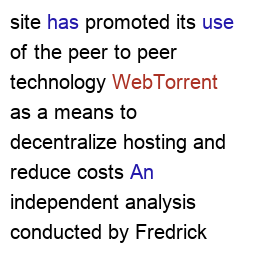 site has promoted its use
of the peer to peer
technology WebTorrent
as a means to
decentralize hosting and
reduce costs An
independent analysis
conducted by Fredrick